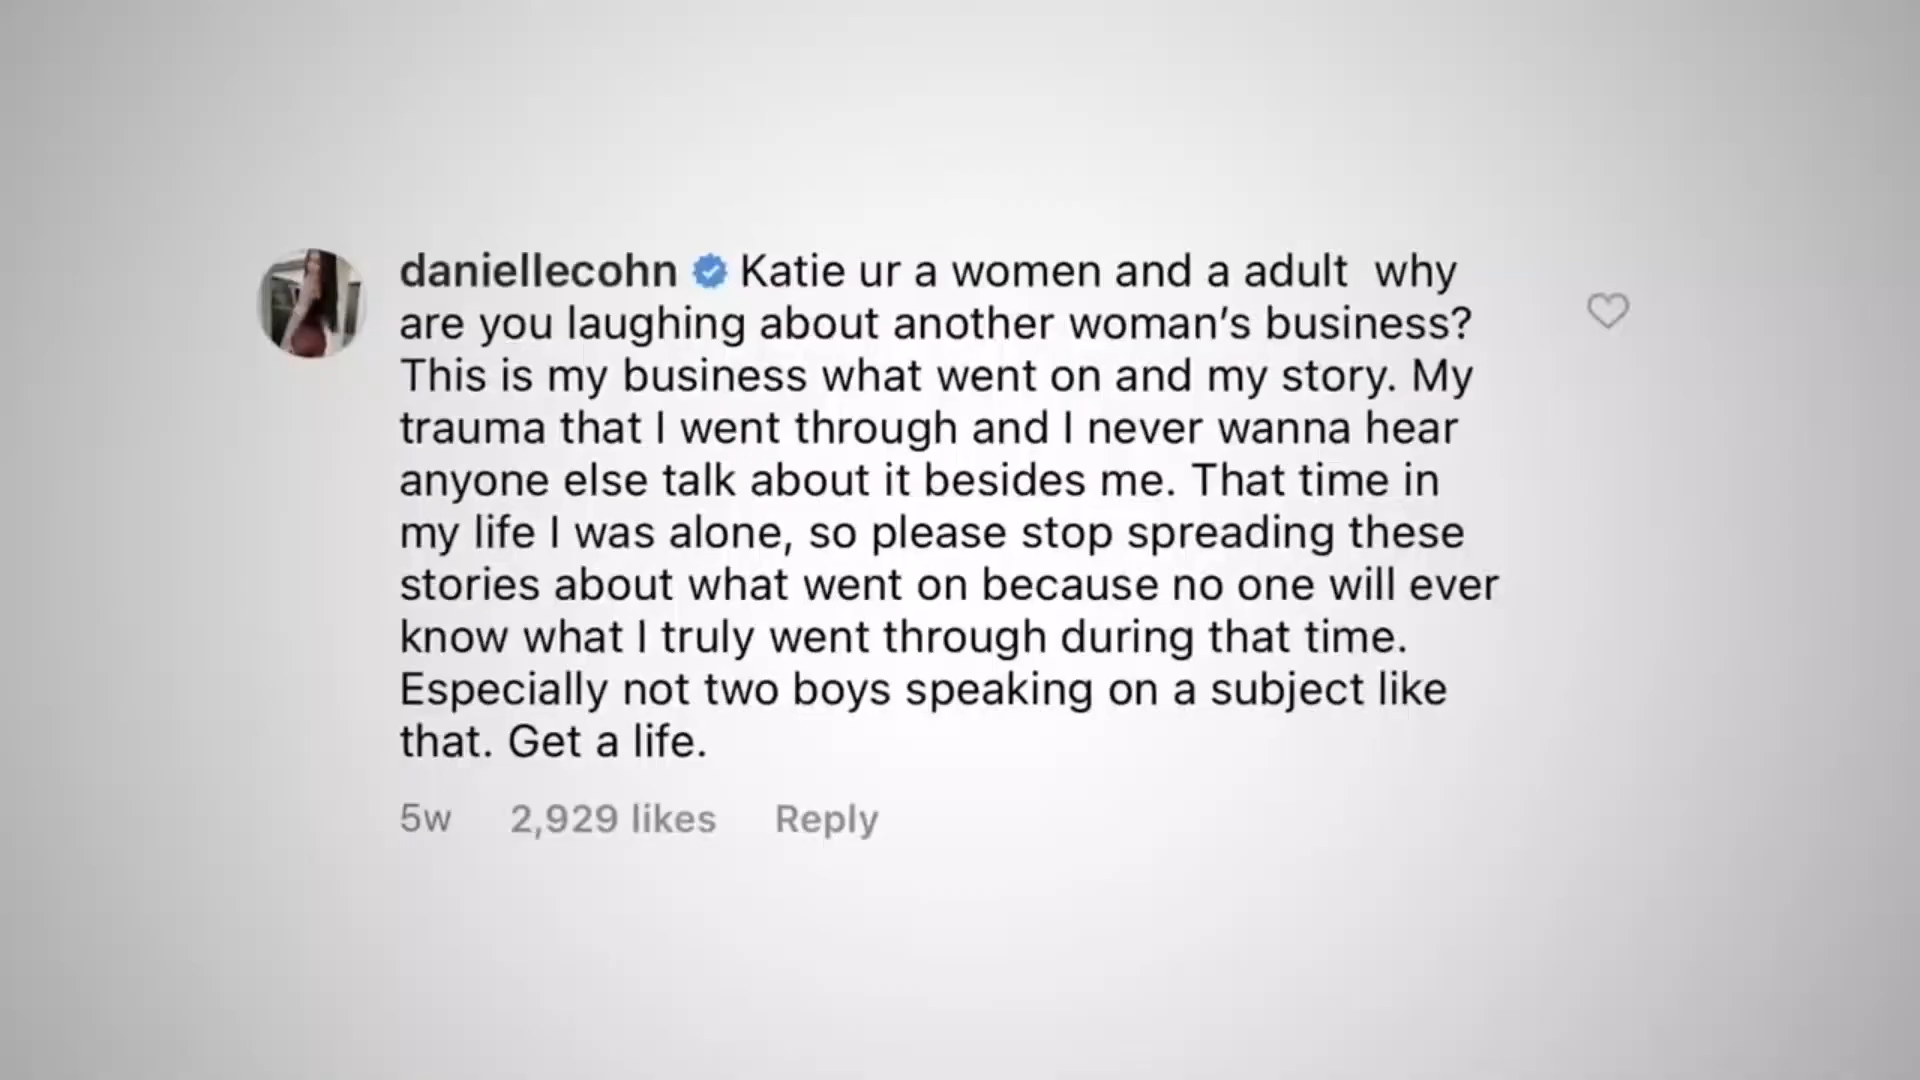 daniellecohn Katie ur a women and a adult  why
are you laughing about another woman’s business?
This is my business what went on and my story. My
trauma that I went through and I never wanna hear
anyone else talk about it besides me. That time in
my life I was alone, so please stop spreading these
stories about what went on because no one will ever
know what I truly went through during that time.
Especially not two boys speaking on a subject like
that. Get a life.
5w 2,929 likes Reply